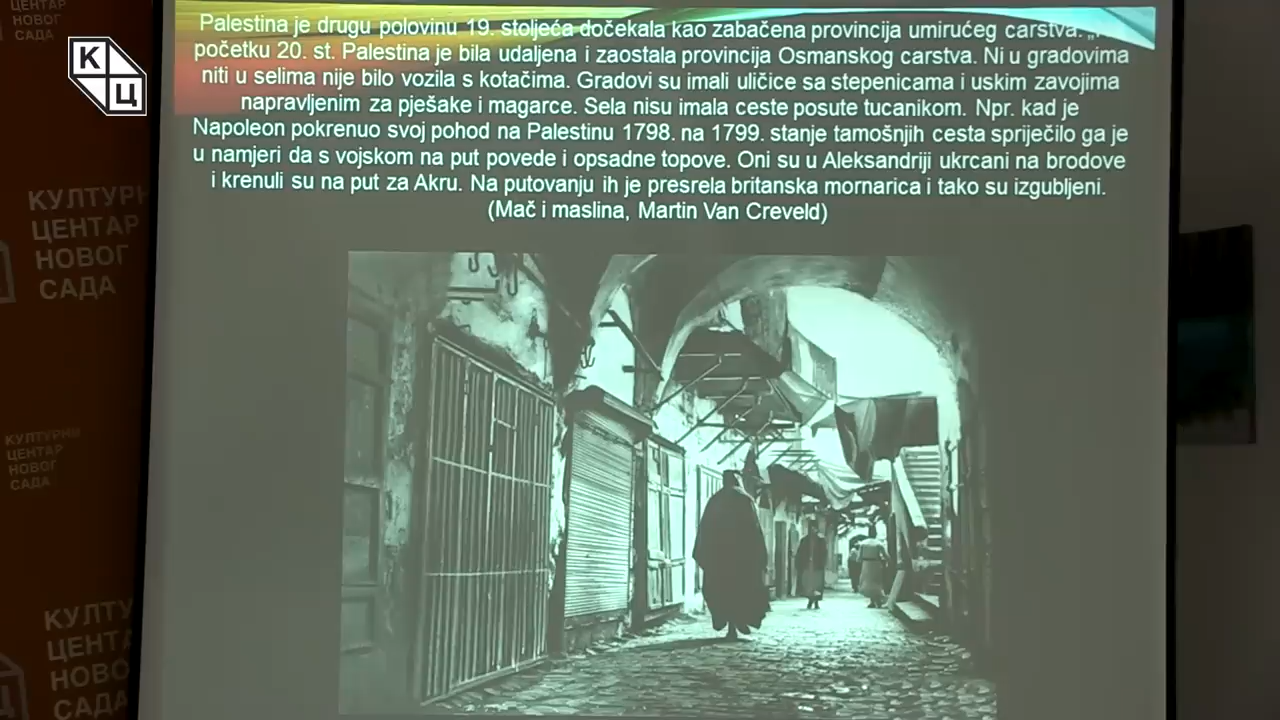 Palestina je drugu polovinu 19. stoljeća dočekala kao zabačena provincija umirućeg carstva.
početku 20. st. Palestina je bila udaljena i zaostala provincija Osmanskog carstva. Ni u gradovima
niti u selima nije bilo vozila s kotačima. Gradovi su imali uličice sa stepenicama i uskim zavojima
napravljenim za pješake i magarce. Sela nisu imala ceste posute tucanikom. Npr. kad je
Napoleon pokrenuo svoj pohod na Palestinu 1798. na 1799. stanje tamošnjih cesta spriječilo ga je
u namjeri da s vojskom na put povede i opsadne topove. Oni su u Aleksandriji ukrcani na brodove
i krenuli su na put za Akru. Na putovanju ih je presrela britanska mornarica i tako su izgubljeni.
(Mač i maslina, Martin Van Creveld)
К
Ц
ЦЕНТАР
НОВОГ
САДА
КУЛТУРН
ЦЕНТАР
НОВОГ
САДА
КУЛТУРНИ
ЦЕНТАР
НОВОГ
САДА
КУЛТУ
ЦЕНТА
НОВО
САДА
Ц